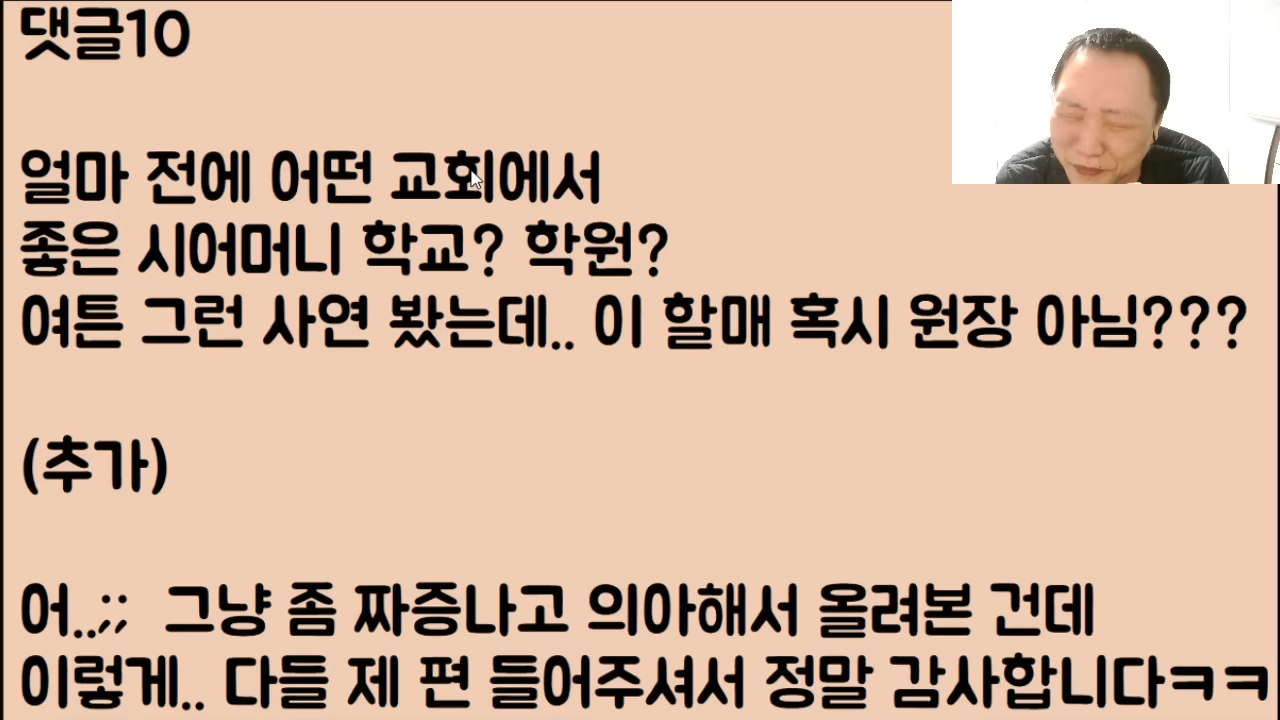 댓글10
얼마 전에 어떤 교회에서
좋은 시어머니 학교? 학원?
여튼 그런 사연 봤는데.. 이 할매 혹시 원장 아님???
(추가)
어..;;  그냥 좀 짜증나고 의아해서 올려본 건데
이렇게.. 다들 제 편 들어주셔서 정말 감사합니다ㅋㅋ